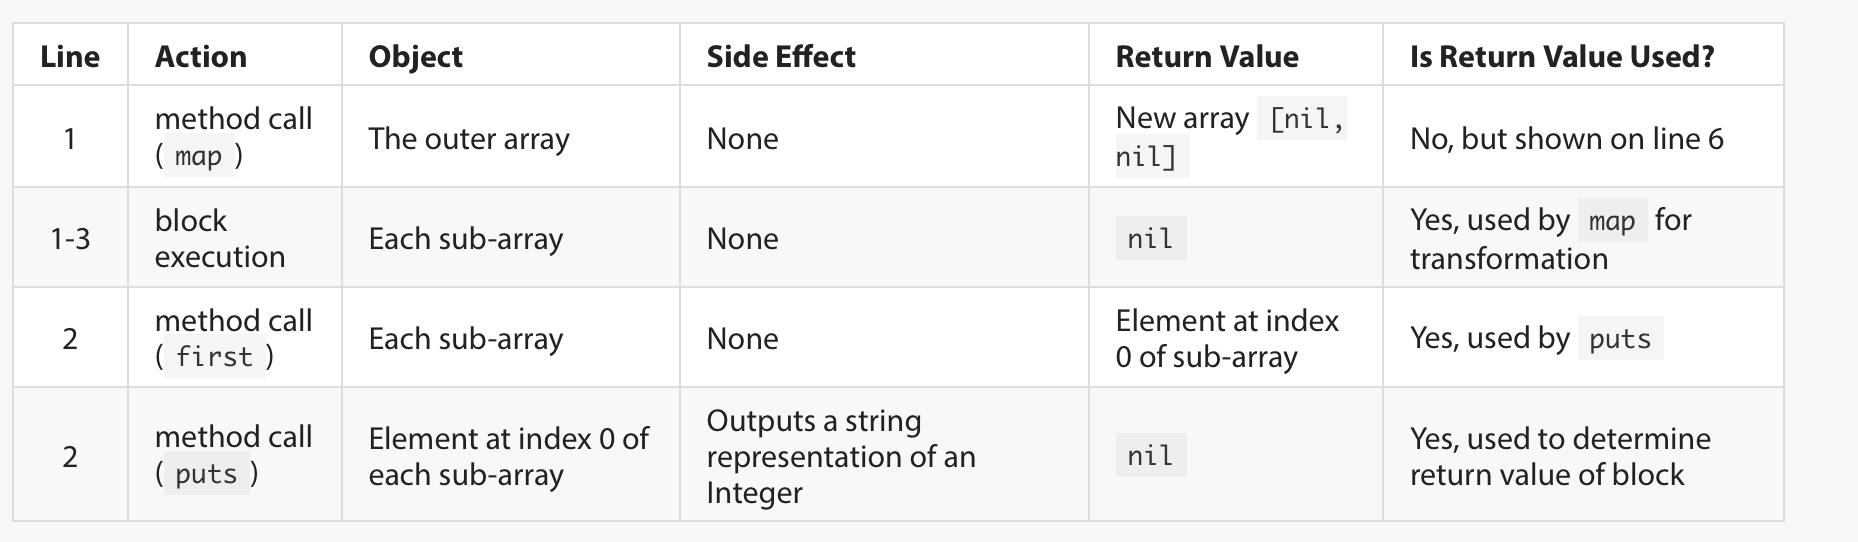 Line Action Object Side Effect Return Value Is Return Value Used?
1 method call (map) The outer array None New array [nil, nil] No, but shown on line 6
1-3 block execution Each sub-array None nil Yes, used by map for transformation
2 method call (first) Each sub-array None Element at index 0 of sub-array Yes, used by puts
2 method call (puts) Element at index 0 of each sub-array Outputs a string representation of an Integer nil Yes, used to determine return value of block